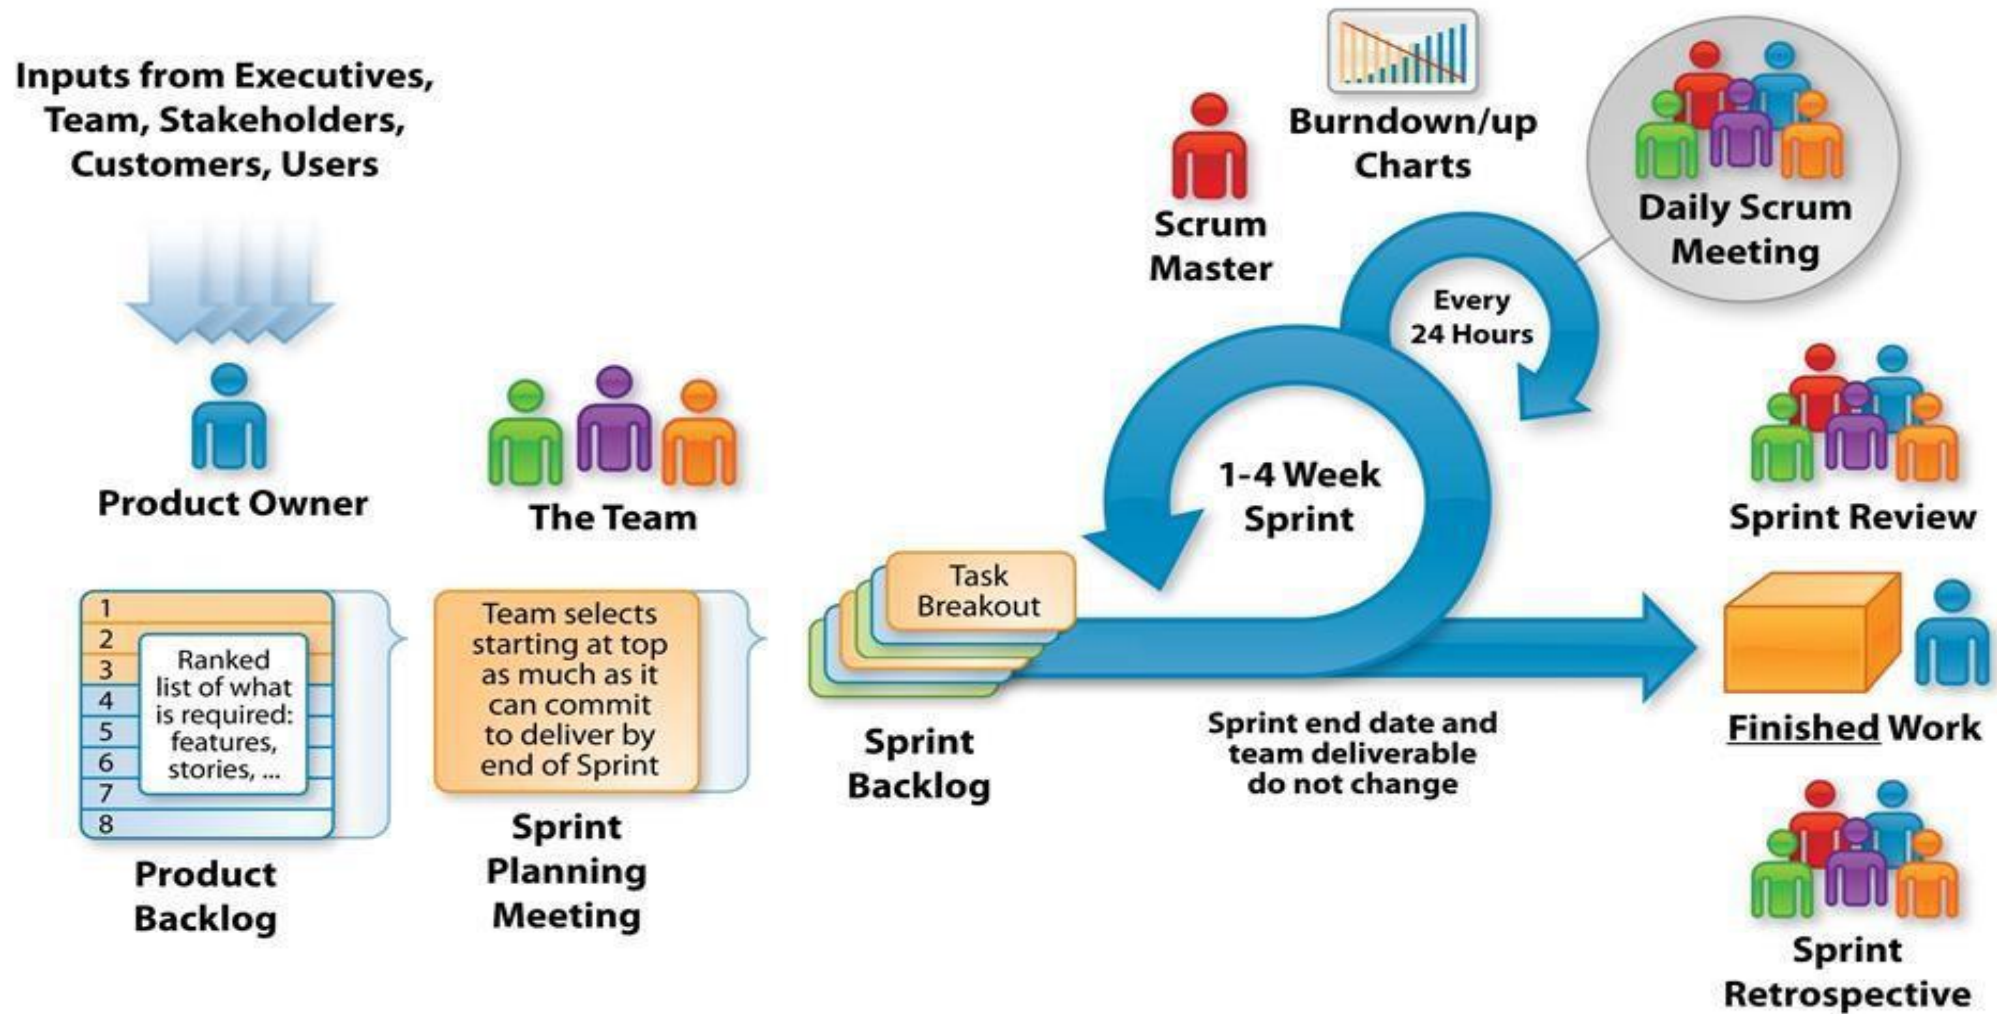 Inputs from Executives,
Team, Stakeholders,
Customers, Users
Product Owner
The Team
1
2
3
4
5
6
7
8
Ranked
list of what
is required:
features,
stories, ...
Product
Backlog
Team selects
starting at top
as much as it
can commit
to deliver by
end of Sprint
Sprint
Planning
Meeting
Task
Breakout
Sprint
Backlog
Scrum
Master
Burndown/up
Charts
Daily Scrum
Meeting
Every
24 Hours
1-4 Week
Sprint
Sprint end date and
team deliverable
do not change
Sprint Review
Finished Work
Sprint
Retrospective